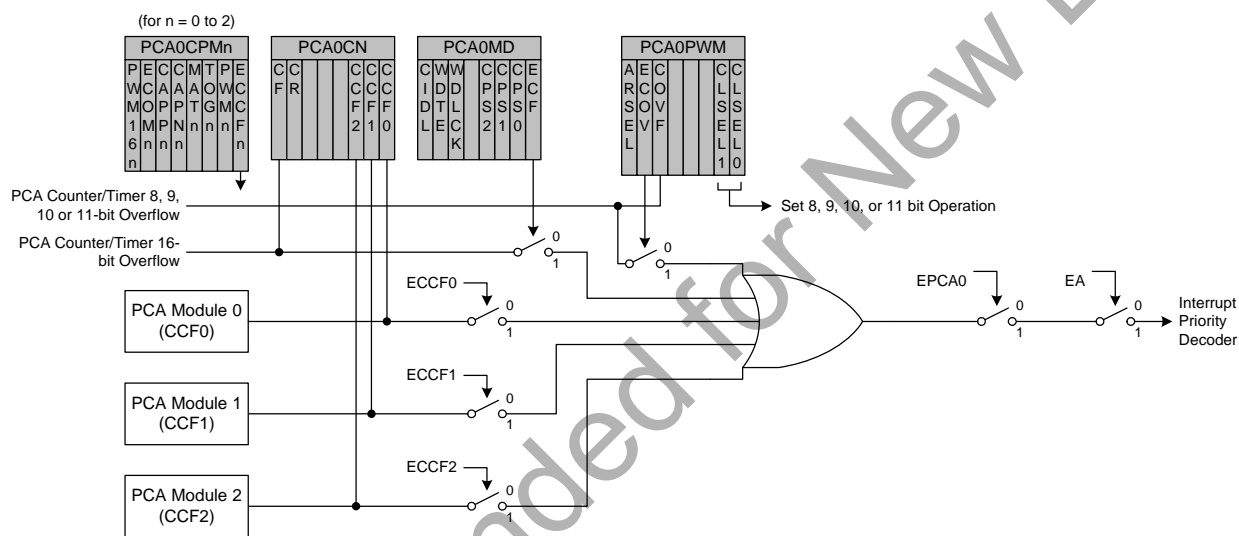 (for n = 0 to 2)
PCA0CPMn
PWM16n
ECOMn
CAPPn
CAPNn
MATn
TOGn
PWMn
ECCFn
PCA0CN
CF
CR
CCF2
CCF1
CCF0
PCA0MD
CIDL
WDTE
WDLCK
CPS2
CPS1
CPS0
ECF
PCA0PWM
ARSEL
ECOV
COVF
CLSEL1
CLSEL0
PCA Counter/Timer 8, 9,
10 or 11-bit Overflow
Set 8, 9, 10, or 11 bit Operation
PCA Counter/Timer 16-
bit Overflow
0
1
0
1
PCA Module 0
(CCF0)
ECCF0
0
1
EPCA0
0
1
EA
0
1
Interrupt
Priority
Decoder
PCA Module 1
(CCF1)
ECCF1
0
1
PCA Module 2
(CCF2)
ECCF2
0
1
nded for New